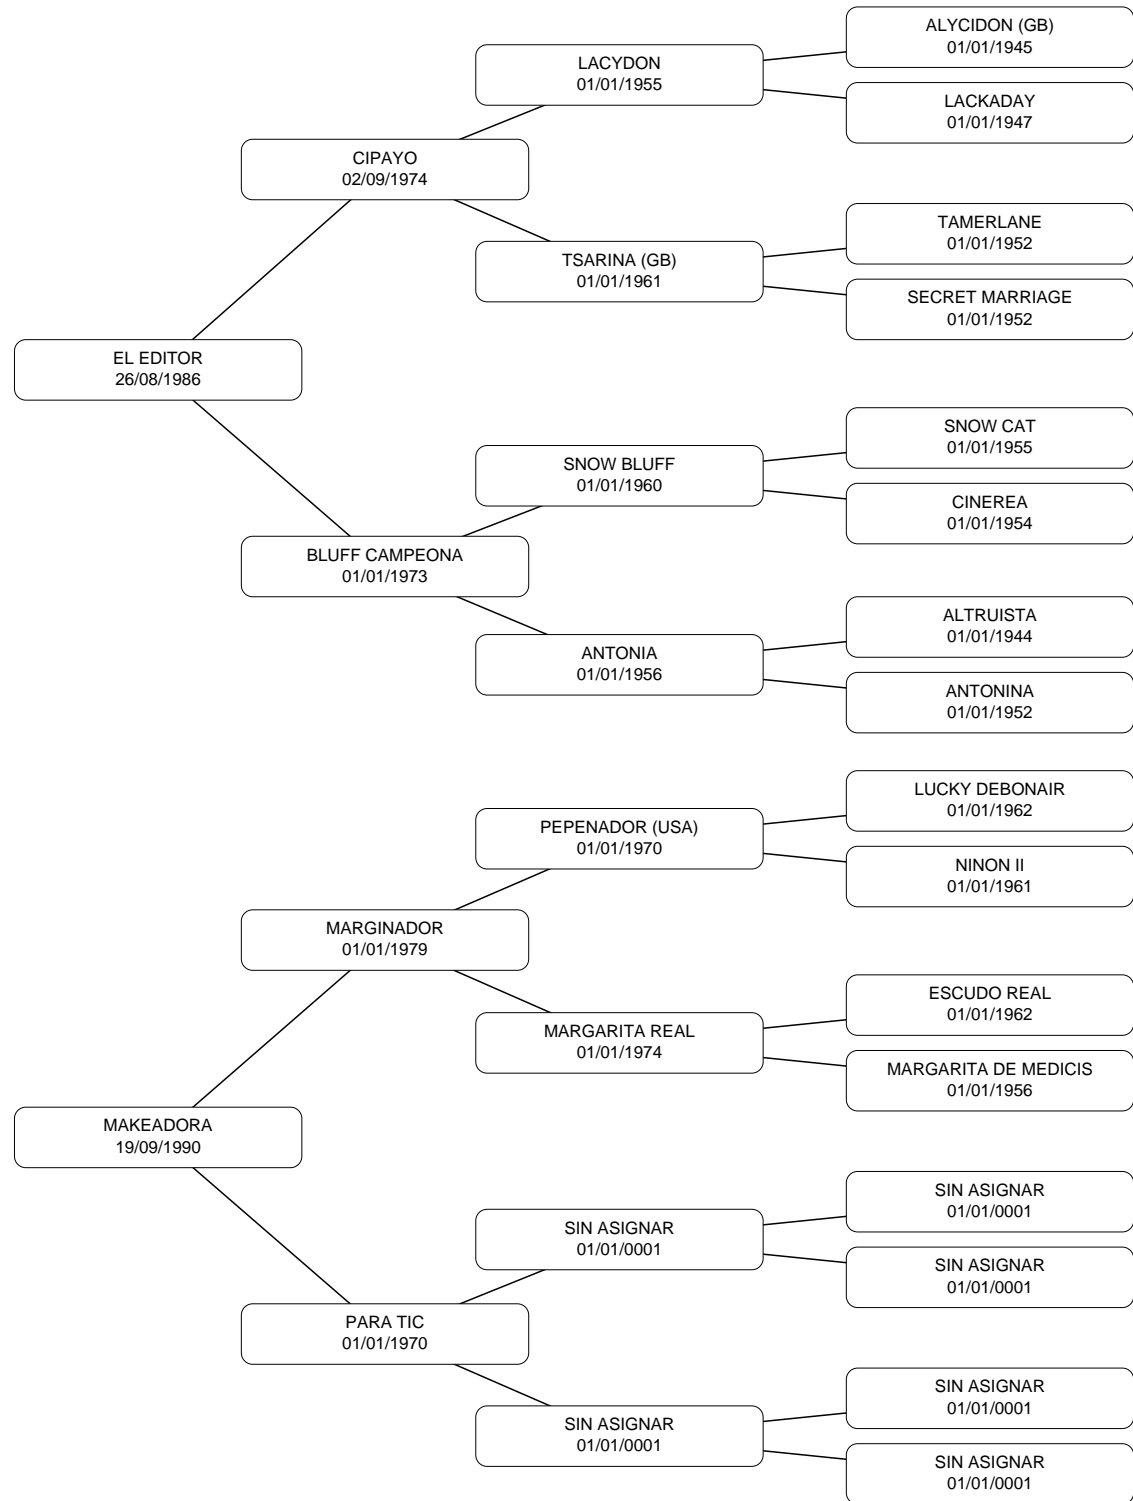 ALYCIDON (GB)
01/01/1945
LACYDON
01/01/1955
LACKADAY
01/01/1947
CIPAYO
02/09/1974
TAMERLANE
01/01/1952
TSARINA (GB)
01/01/1961
SECRET MARRIAGE
01/01/1952
EL EDITOR
26/08/1986
SNOW CAT
01/01/1955
SNOW BLUFF
01/01/1960
CINEREA
01/01/1954
BLUFF CAMPEONA
01/01/1973
ALTRUISTA
01/01/1944
ANTONIA
01/01/1956
ANTONINA
01/01/1952
LUCKY DEBONAIR
01/01/1962
PEPENADOR (USA)
01/01/1970
NINON II
01/01/1961
MARGINADOR
01/01/1979
ESCUDO REAL
01/01/1962
MARGARITA REAL
01/01/1974
MARGARITA DE MEDICIS
01/01/1956
MAKEADORA
19/09/1990
SIN ASIGNAR
01/01/0001
SIN ASIGNAR
01/01/0001
SIN ASIGNAR
01/01/0001
PARA TIC
01/01/1970
SIN ASIGNAR
01/01/0001
SIN ASIGNAR
01/01/0001
SIN ASIGNAR
01/01/0001